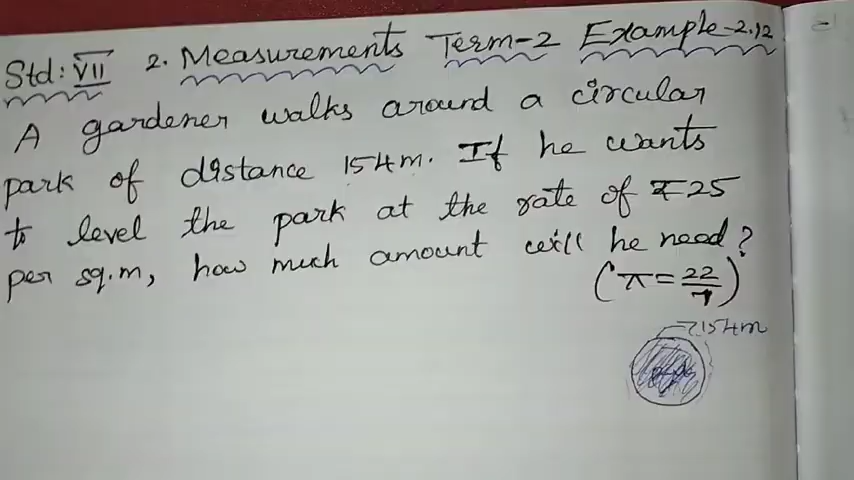 Std: VII 2. Measurements Term-2 Example-2.12
A gardener walks around a circular
park of distance 154m. If he wants
to level the park at the rate of ₹25
per sq.m, how much amount will he need?
(π = 22/7)
154m